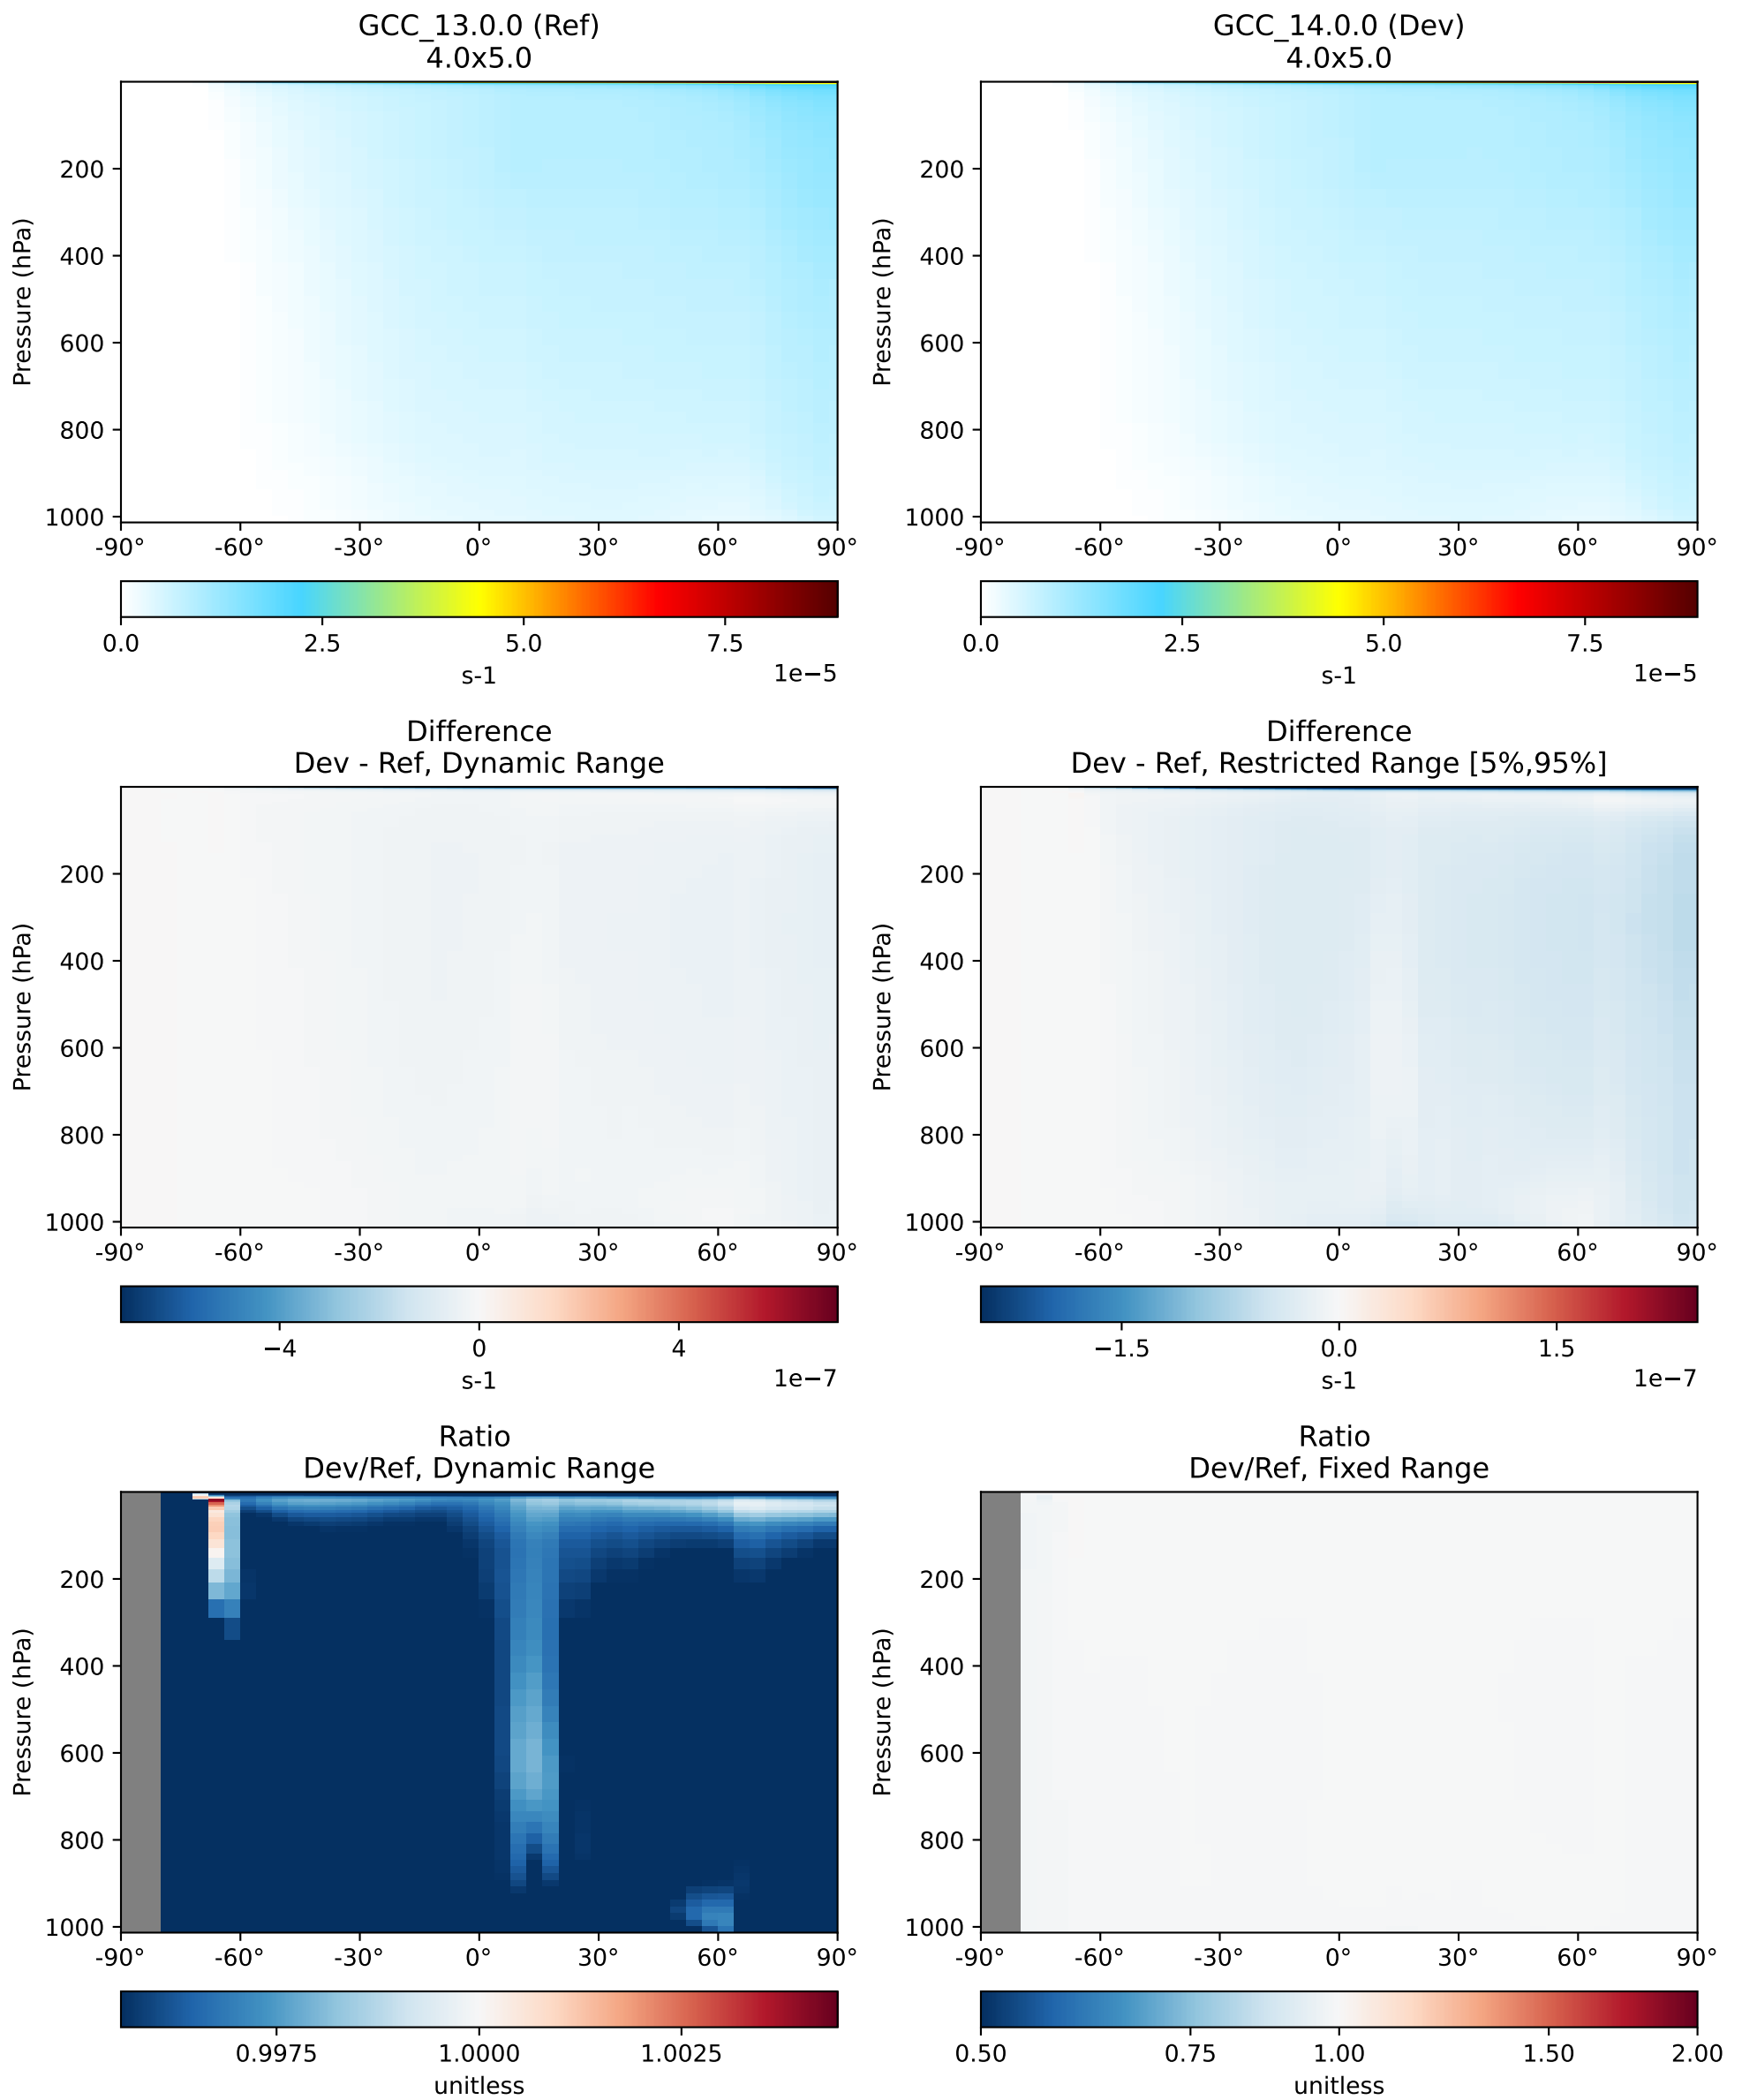 GCC_13.0.0 (Ref)
4.0x5.0
Pressure (hPa)
200
400
600
800
1000
-90° -60° -30° 0° 30° 60° 90°
0.0 2.5 5.0 7.5
1e−5
s-1
GCC_14.0.0 (Dev)
4.0x5.0
Pressure (hPa)
200
400
600
800
1000
-90° -60° -30° 0° 30° 60° 90°
0.0 2.5 5.0 7.5
1e−5
s-1
Difference
Dev - Ref, Dynamic Range
Pressure (hPa)
200
400
600
800
1000
-90° -60° -30° 0° 30° 60° 90°
−4 0 4
1e−7
s-1
Difference
Dev - Ref, Restricted Range [5%,95%]
Pressure (hPa)
200
400
600
800
1000
-90° -60° -30° 0° 30° 60° 90°
−1.5 0.0 1.5
1e−7
s-1
Ratio
Dev/Ref, Dynamic Range
Pressure (hPa)
200
400
600
800
1000
-90° -60° -30° 0° 30° 60° 90°
0.9975 1.0000 1.0025
unitless
Ratio
Dev/Ref, Fixed Range
Pressure (hPa)
200
400
600
800
1000
-90° -60° -30° 0° 30° 60° 90°
0.50 0.75 1.00 1.50 2.00
unitless